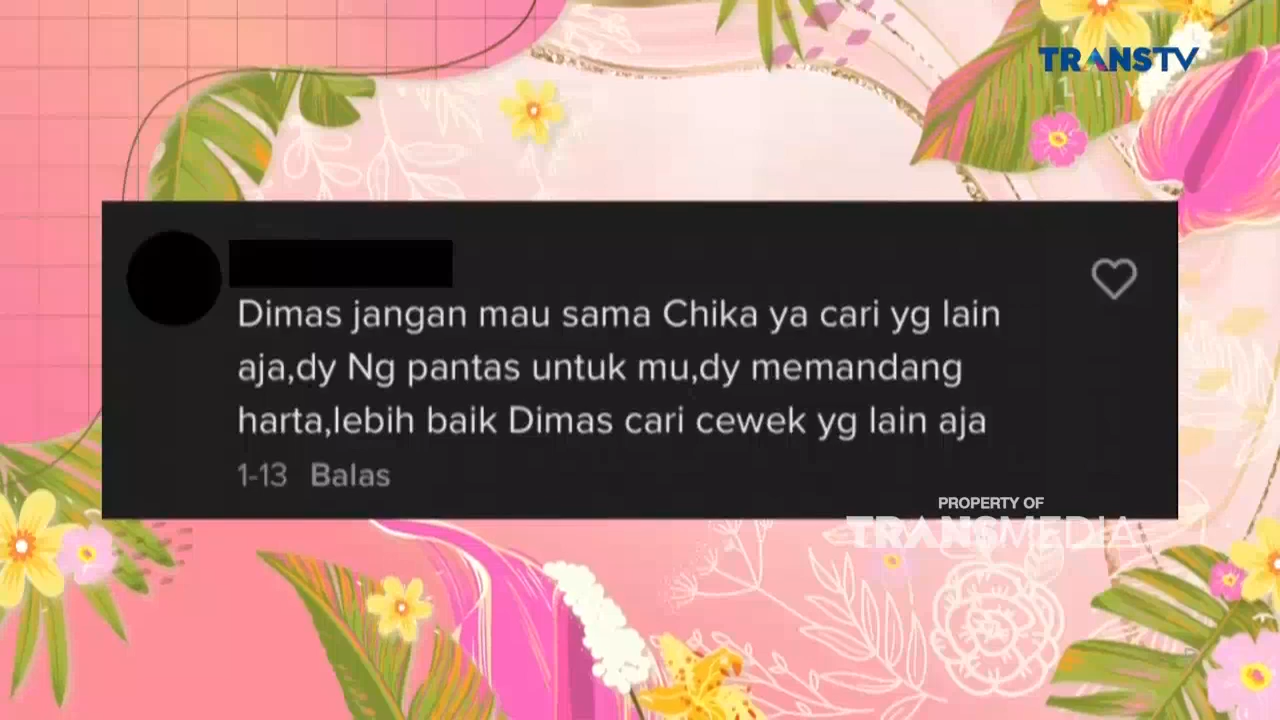 TRANSTV
LIVE
Dimas jangan mau sama Chika ya cari yg lain
aja,dy Ng pantas untuk mu,dy memandang
harta,lebih baik Dimas cari cewek yg lain aja
1-13 Balas
PROPERTY OF
TRANSMEDIA